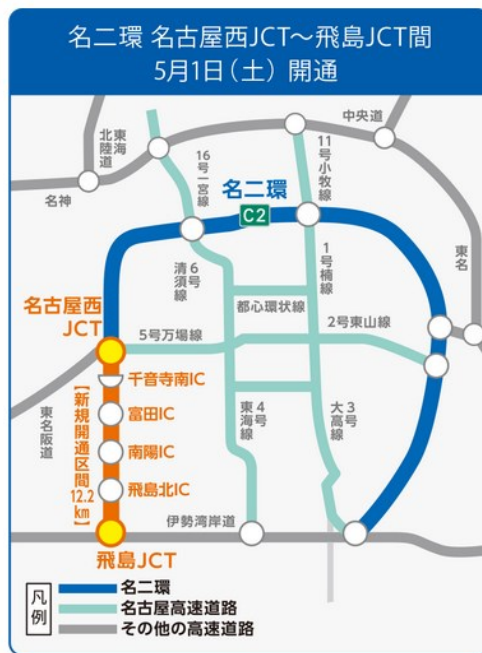 名二環 名古屋西JCT～飛島JCT間
5月1日(土) 開通
中央道
東海
北陸道
16号一宮線
11号小牧線
名神
名二環
C2
東名
6号
清須線
1号楠線
名古屋西
JCT
都心環状線
5号万場線
2号東山線
千音寺南IC
富田IC
南陽IC
飛島北IC
【新規開通区間
12.2
km】
東名阪道
4号
東海線
3号
大高線
伊勢湾岸道
飛島JCT
凡例
名二環
名古屋高速道路
その他の高速道路